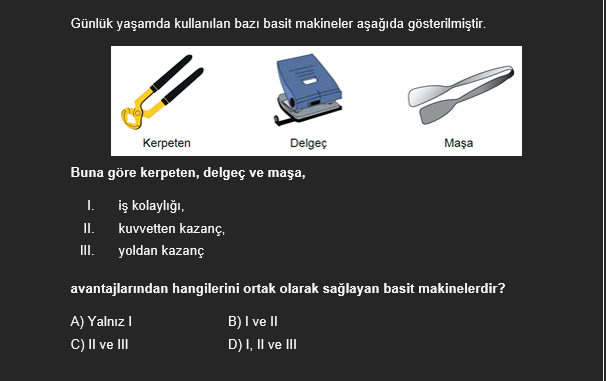 Günlük yaşamda kullanılan bazı basit makineler aşağıda gösterilmiştir.
Kerpeten Delgeç Maşa
Buna göre kerpeten, delgeç ve maşa,
I. iş kolaylığı,
II. kuvvetten kazanç,
III. yoldan kazanç
avantajlarından hangilerini ortak olarak sağlayan basit makinelerdir?
A) Yalnız I B) I ve II
C) II ve III D) I, II ve III